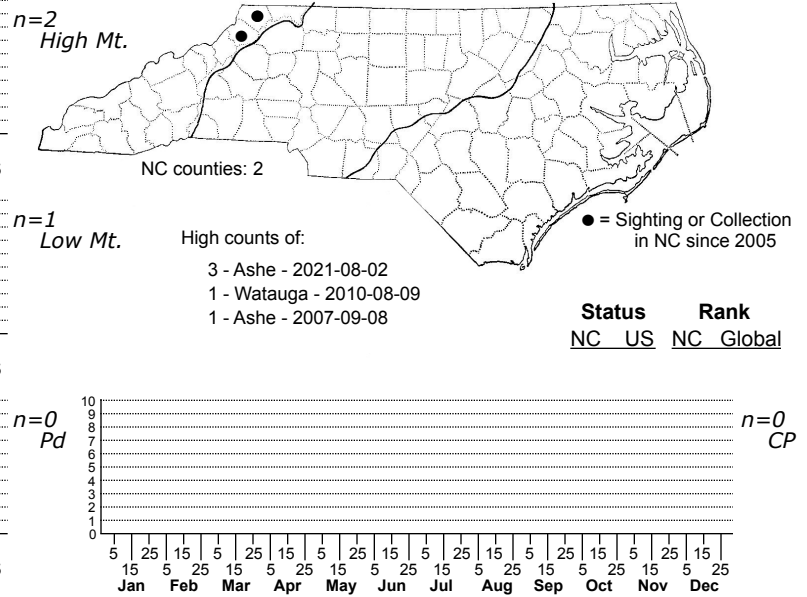 n=2
High Mt.
NC counties: 2
n=1
Low Mt.
High counts of:
3 - Ashe - 2021-08-02
1 - Watauga - 2010-08-09
1 - Ashe - 2007-09-08
● = Sighting or Collection
in NC since 2005
Status Rank
NC US NC Global
n=0
Pd
n=0
CP
10
9
8
7
6
5
4
3
2
1
0
5 25 15 5 25 15 5 25 15 5 25 15 5 25 15 5 25 15
15 5 25 15 5 25 15 5 25 15 5 25 15 5 25 15 5 25
Jan Feb Mar Apr May Jun Jul Aug Sep Oct Nov Dec